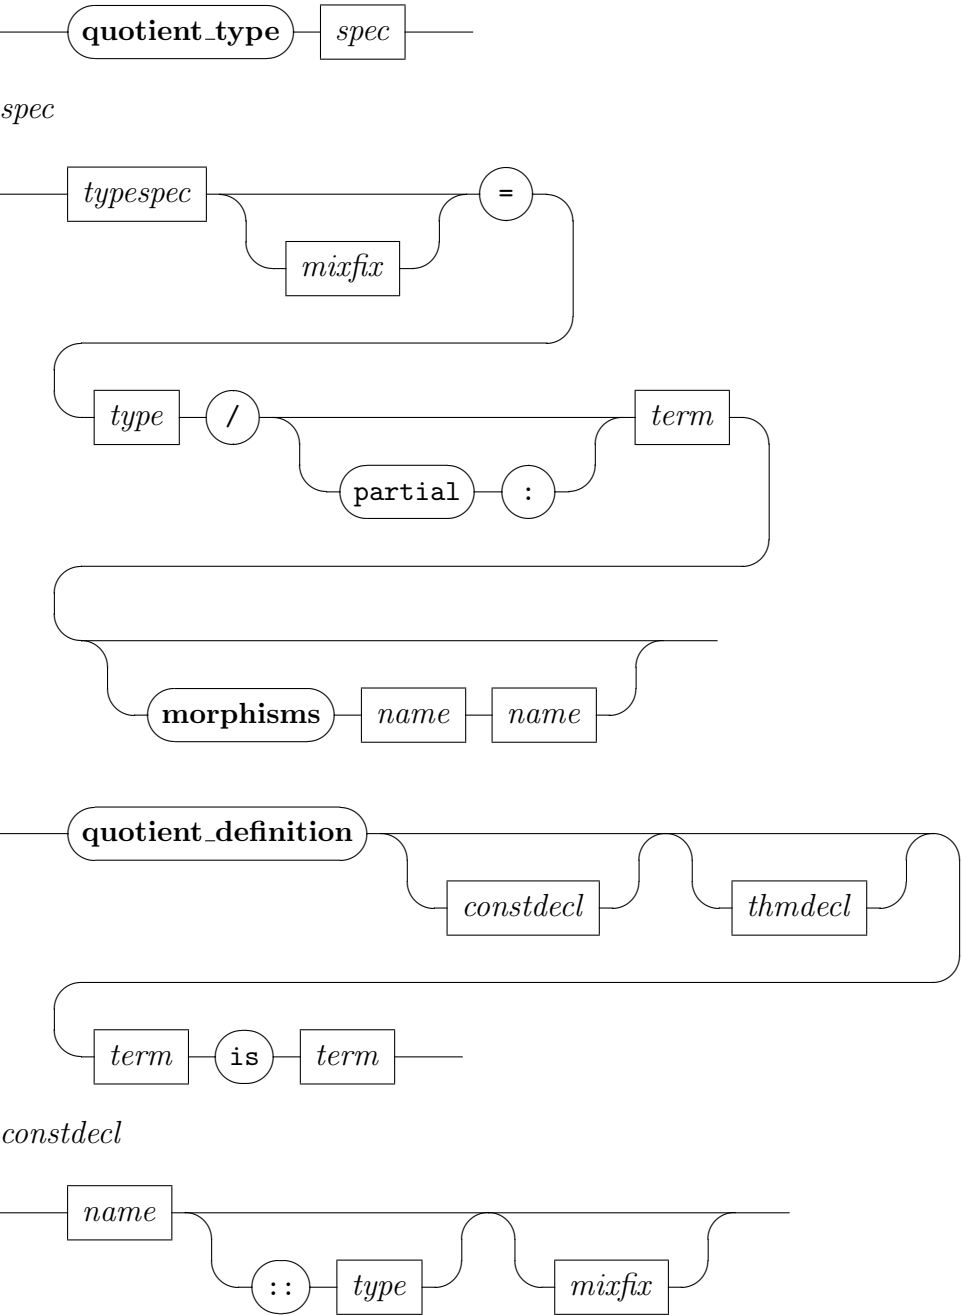 quotient_type spec
spec
typespec =
mixfix
type / term
partial :
morphisms name name
quotient_definition
constdecl thmdecl
term is term
constdecl
name
:: type mixfix